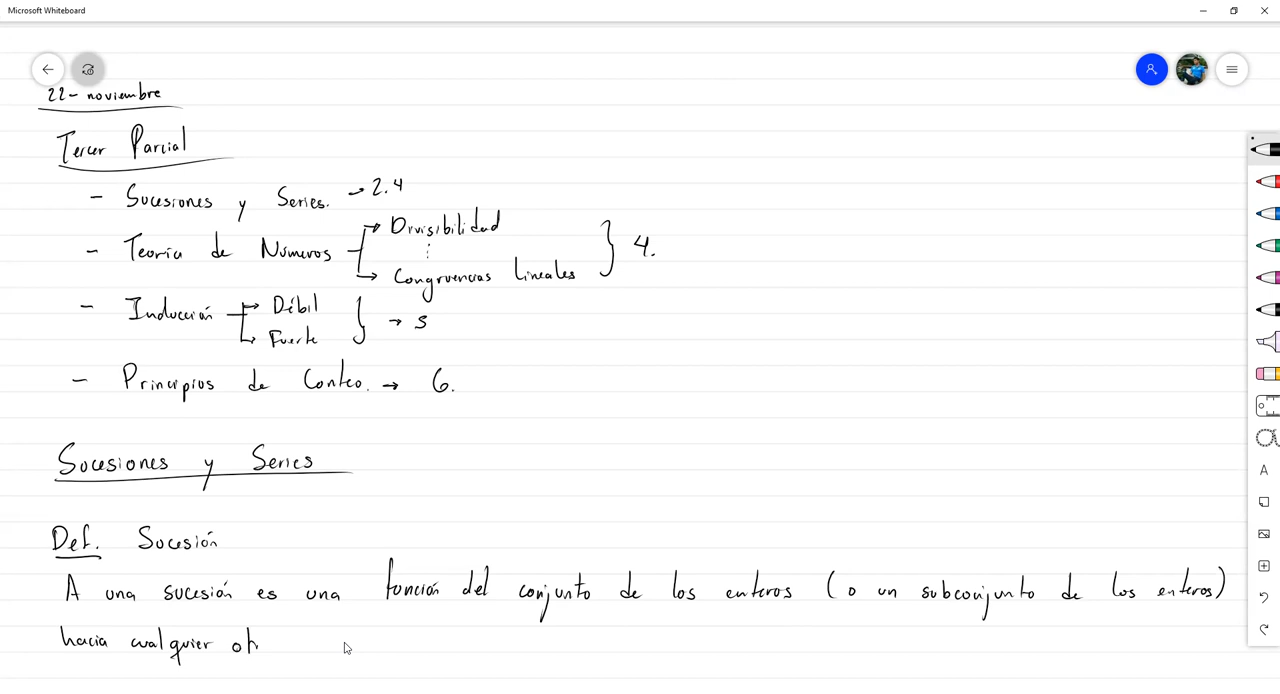 Microsoft Whiteboard
22- noviembre
Tercer Parcial
- Sucesiones y Series. → 2.4
- Teoría de Números → Divisibilidad
⋮
→ Congruencias lineales } 4.
- Inducción → Débil
→ Fuerte } → 5
- Principios de Conteo. → 6.
Sucesiones y Series
Def. Sucesión
A una sucesión es una función del conjunto de los enteros (o un subconjunto de los enteros)
hacia cualquier